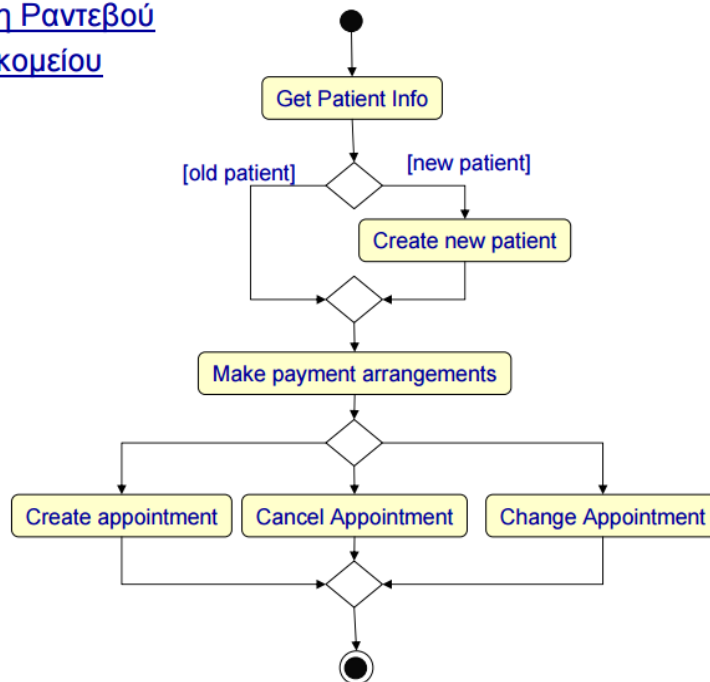 η Ραντεβού
κομείου
Get Patient Info
[old patient]
[new patient]
Create new patient
Make payment arrangements
Create appointment
Cancel Appointment
Change Appointment